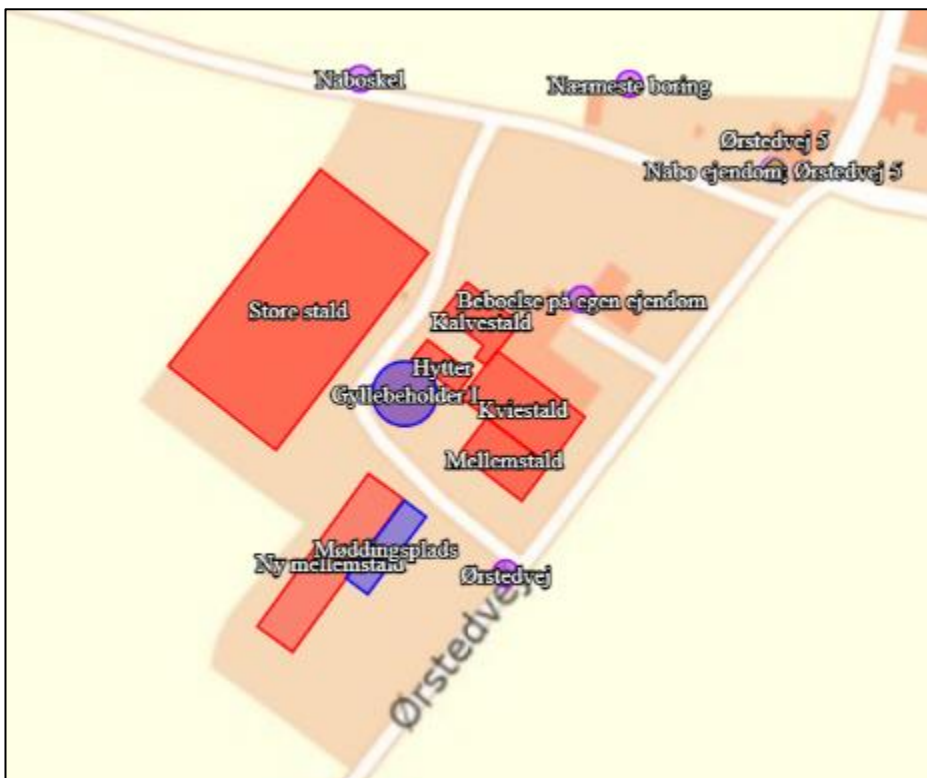 Naboskel
Nærmeste boring
Ørstedvej 5
Nabo ejendom; Ørstedvej 5
Store stald
Beboelse på egen ejendom
Kalvestald
Hytter
Gyllebeholder I
Kviestald
Mellemstald
Møddingsplads
Ny mellemstald
Ørstedvej
Ørstedvej